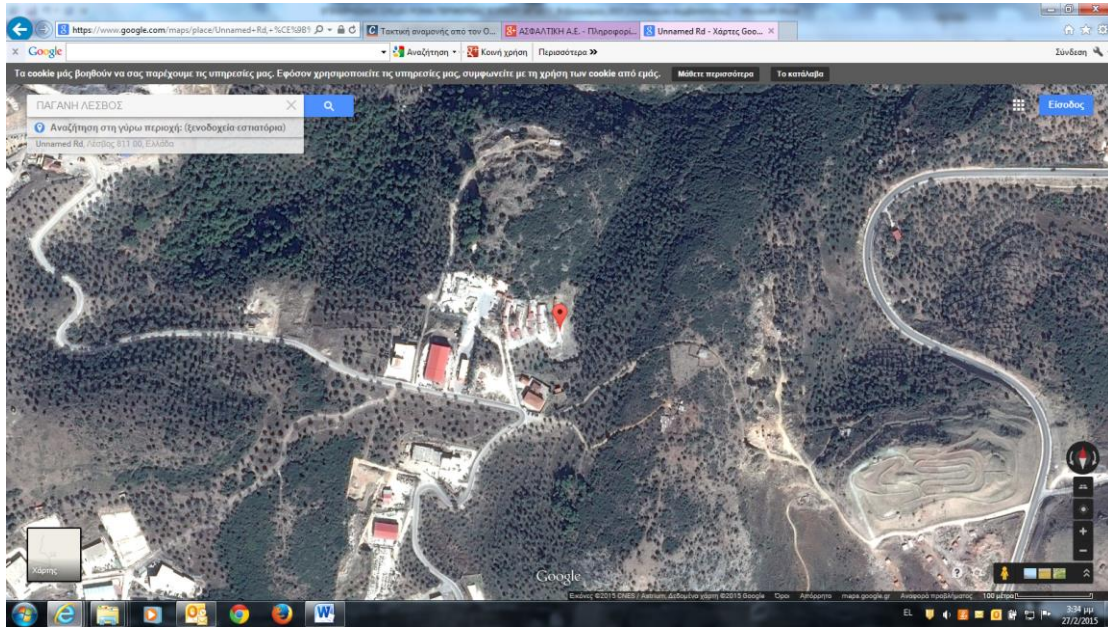 https://www.google.com/maps/place/Unnamed+Rd,+%CE%9B1
Τακτική αναμονής από τον Ο...
ΑΣΦΑΛΤΙΚΗ Α.Ε. - Πληροφορί...
Unnamed Rd - Χάρτες Goo...
x Google
Αναζήτηση
Κοινή χρήση
Περισσότερα »
Σύνδεση
Τα cookie μάς βοηθούν να σας παρέχουμε τις υπηρεσίες μας. Εφόσον χρησιμοποιείτε τις υπηρεσίες μας, συμφωνείτε με τη χρήση των cookie από εμάς.
Μάθετε περισσότερα
Το κατάλαβα
ΠΑΓΑΝΗ ΛΕΣΒΟΣ
Είσοδος
Αναζήτηση στη γύρω περιοχή: (ξενοδοχεία εστιατόρια)
Unnamed Rd, Λέσβος 811 00, Ελλάδα
Χάρτης
Google
Εικόνες ©2015 CNES / Astrium, Δεδομένα χάρτη ©2015 Google
Όροι
Απόρρητο
maps.google.gr
Αναφορά προβλήματος
100 μέτρα
EL
3:34 μμ
27/2/2015